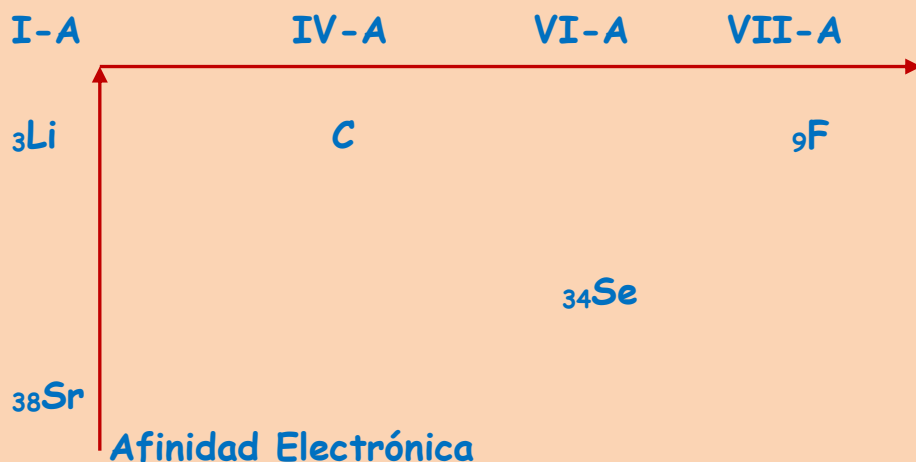 I-A IV-A VI-A VII-A
₃Li C ₉F
₃₄Se
₃₈Sr
Afinidad Electrónica